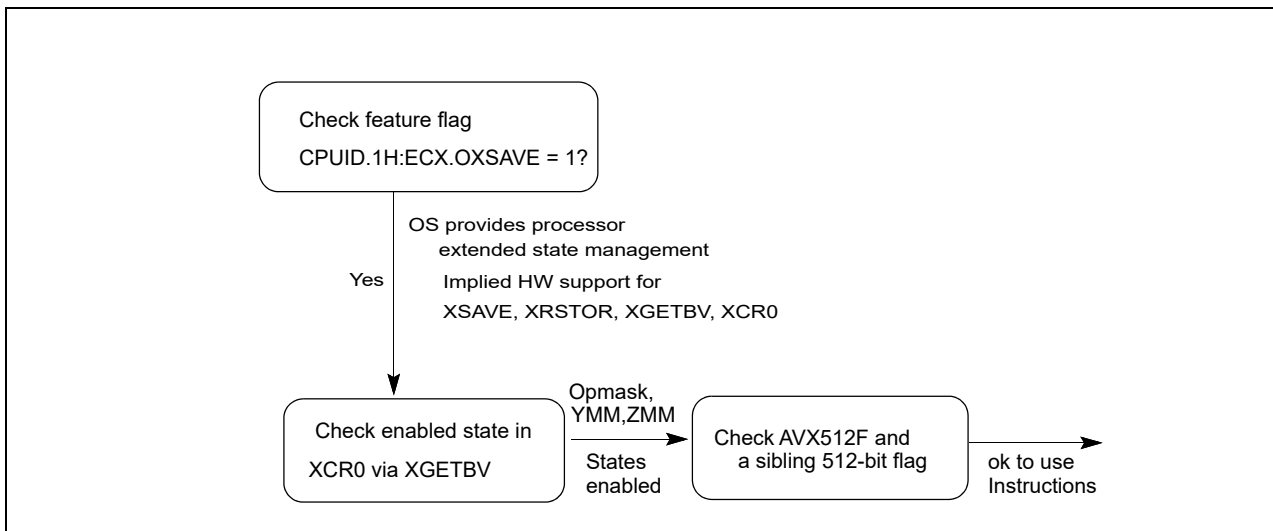 Check feature flag
CPUID.1H:ECX.OXSAVE = 1?
OS provides processor
extended state management
Yes
Implied HW support for
XSAVE, XRSTOR, XGETBV, XCR0
Check enabled state in
XCR0 via XGETBV
Opmask,
YMM,ZMM
States
enabled
Check AVX512F and
a sibling 512-bit flag
ok to use
Instructions